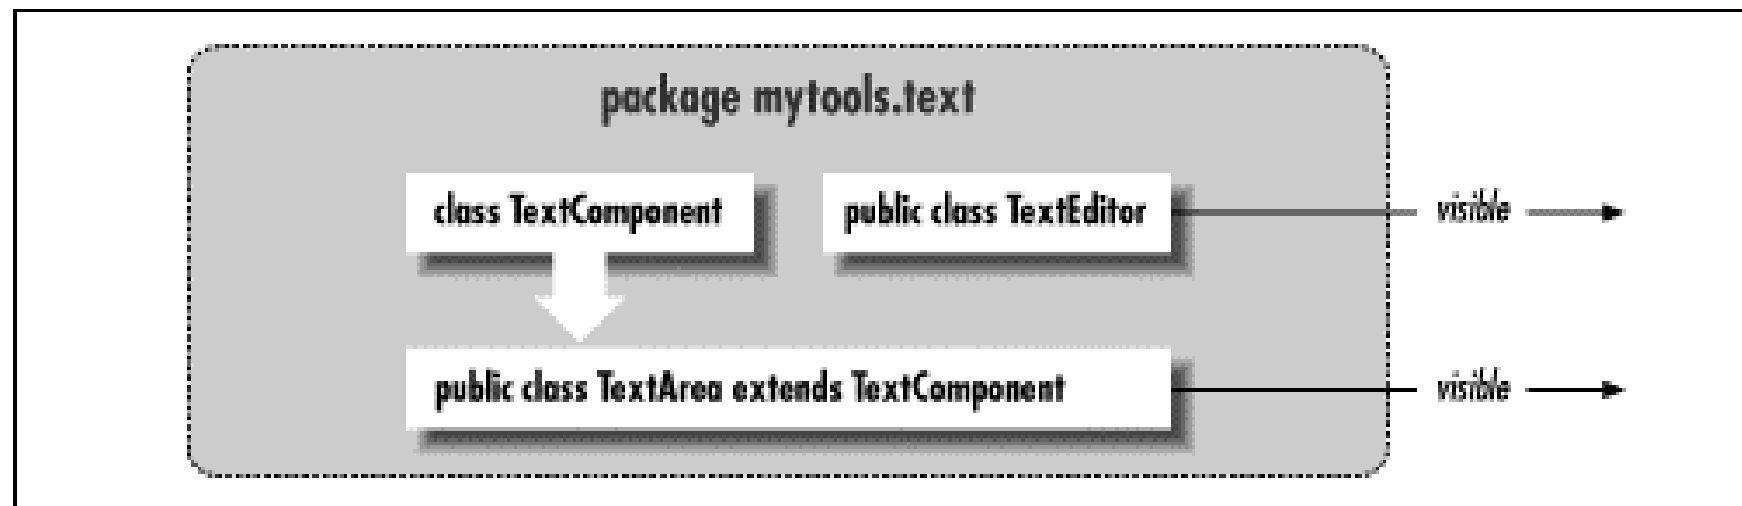 package mytools.text
class TextComponent
public class TextEditor
visible
public class TextArea extends TextComponent
visible